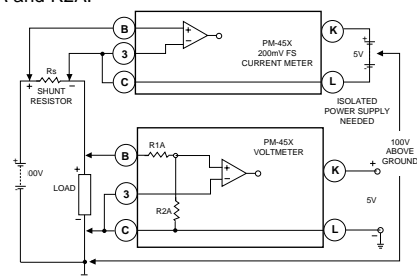 and R2A.
B
3
C
PM-45X
200mV FS
CURRENT METER
K
L
5V
Rs
SHUNT
RESISTOR
ISOLATED
POWER SUPPLY
NEEDED
100V
ABOVE
GROUND
00V
LOAD
B
3
C
R1A
R2A
PM-45X
VOLTMETER
K
L
5V